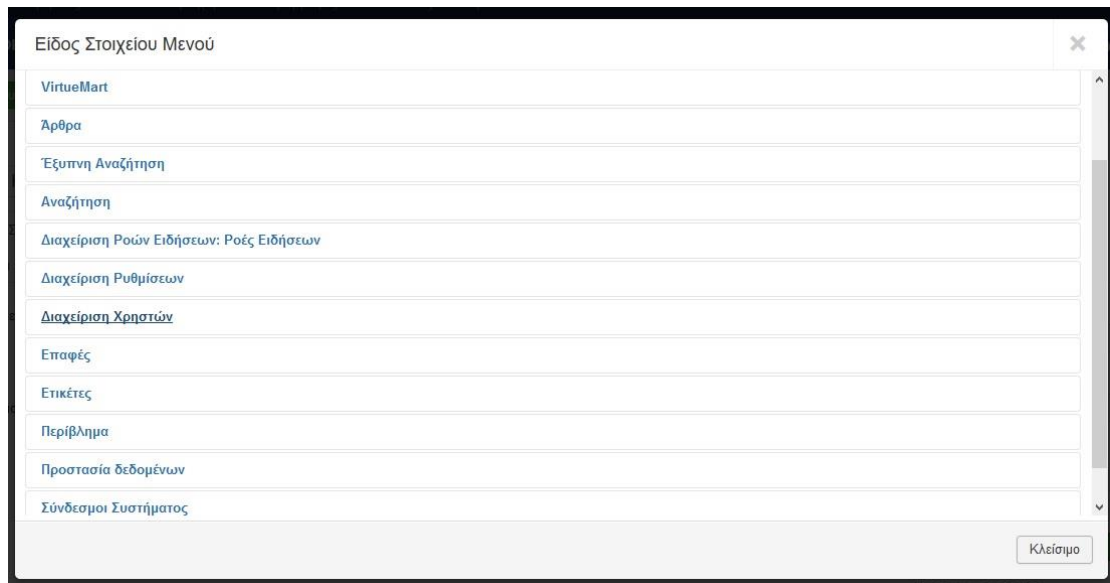 Είδος Στοιχείου Μενού
VirtueMart
Άρθρα
Έξυπνη Αναζήτηση
Αναζήτηση
Διαχείριση Ροών Ειδήσεων: Ροές Ειδήσεων
Διαχείριση Ρυθμίσεων
Διαχείριση Χρηστών
Επαφές
Ετικέτες
Περίβλημα
Προστασία δεδομένων
Σύνδεσμοι Συστήματος
Κλείσιμο